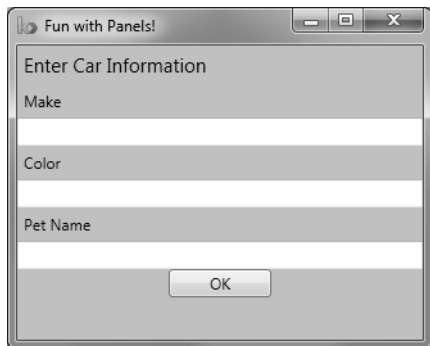 Fun with Panels!
Enter Car Information
Make
Color
Pet Name
OK